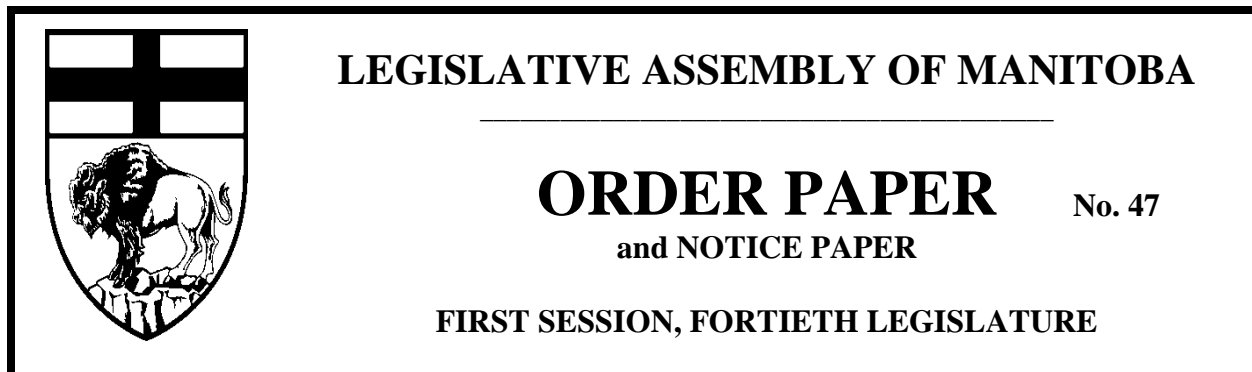 LEGISLATIVE ASSEMBLY OF MANITOBA
ORDER PAPER No. 47
and NOTICE PAPER
FIRST SESSION, FORTIETH LEGISLATURE